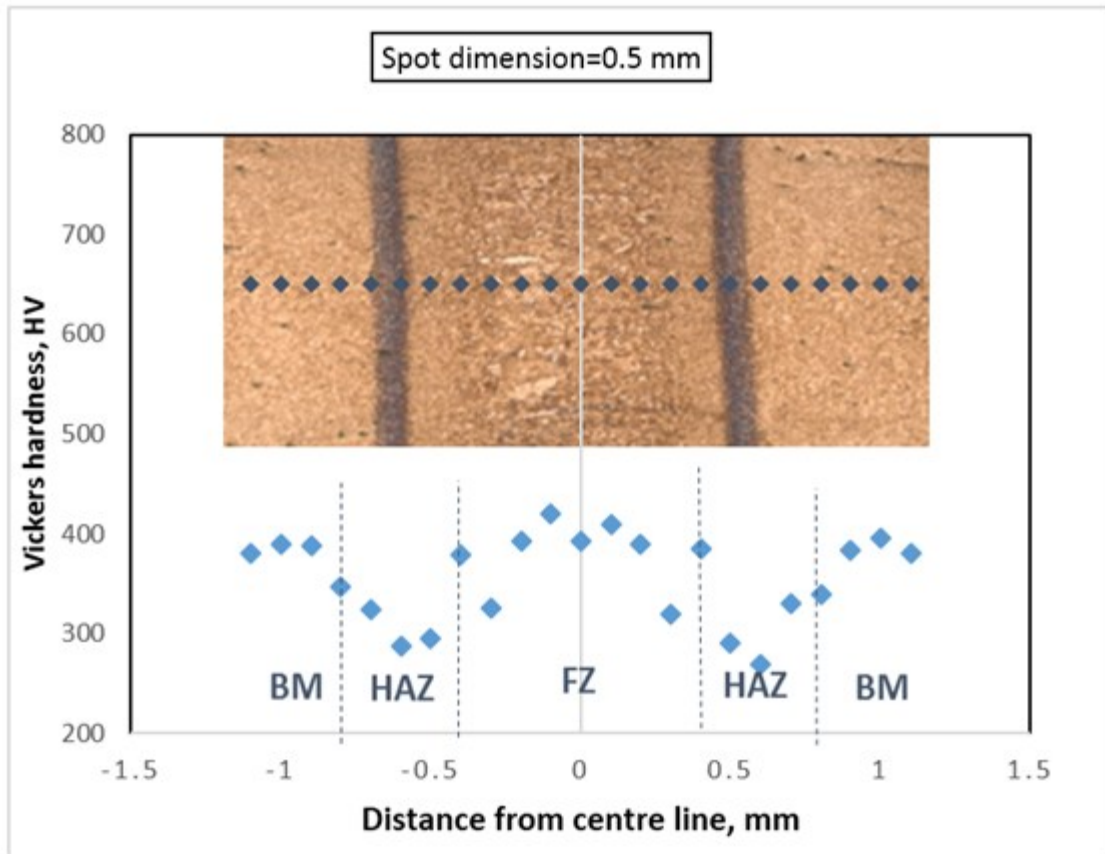 Spot dimension=0.5 mm
800
700
600
500
400
300
200
Vickers hardness, HV
BM
HAZ
FZ
HAZ
BM
-1.5
-1
-0.5
0
0.5
1
1.5
Distance from centre line, mm